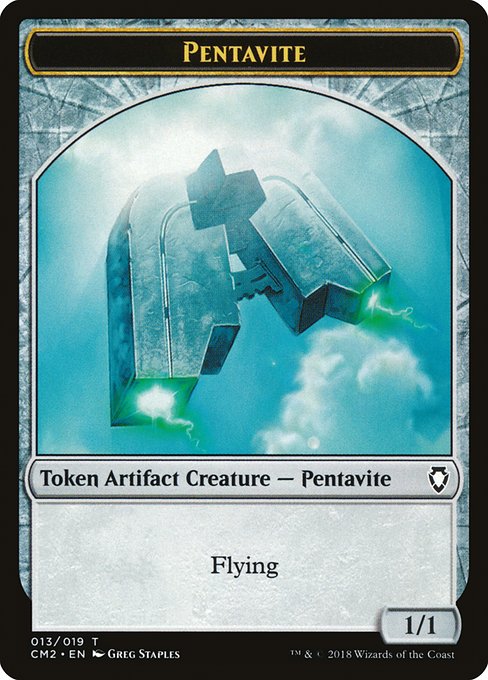 PENTAVITE
Token Artifact Creature — Pentavite
Flying
1/1
013/019 T
CM2 • EN GREG STAPLES
™ & © 2018 Wizards of the Coast